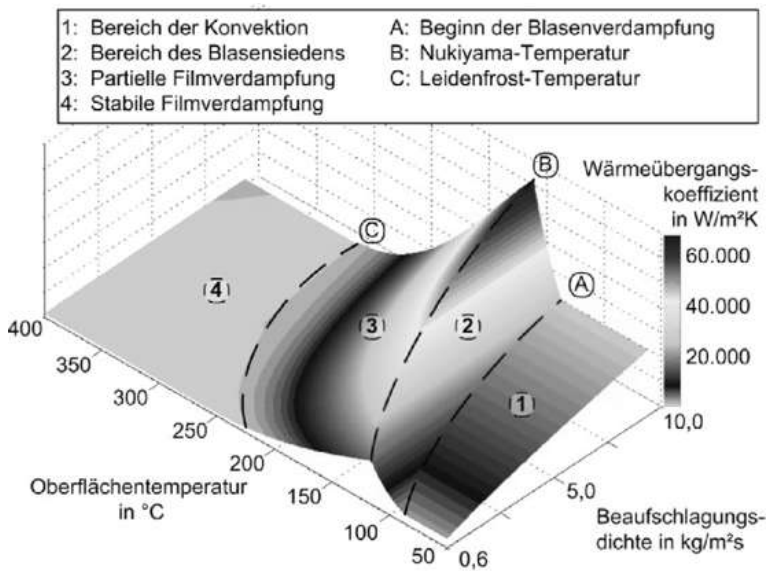 1: Bereich der Konvektion
2: Bereich des Blasensiedens
3: Partielle Filmverdampfung
4: Stabile Filmverdampfung
A: Beginn der Blasenverdampfung
B: Nukiyama-Temperatur
C: Leidenfrost-Temperatur
B
Wärmeübergangs-
koeffizient
in W/m²K
60.000
40.000
20.000
C
A
4
3
2
1
400
350
300
250
200
150
100
50
Oberflächentemperatur
in °C
10,0
5,0
0,6
Beaufschlagungs-
dichte in kg/m²s